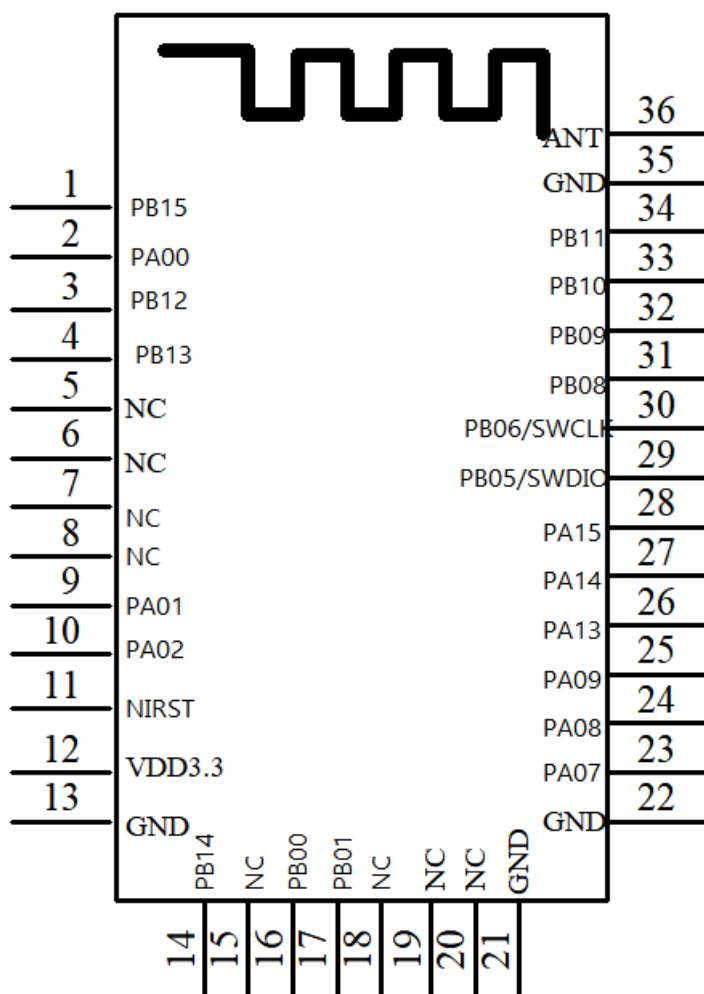 1 PB15
2 PA00
3 PB12
4 PB13
5 NC
6 NC
7 NC
8 NC
9 PA01
10 PA02
11 NIRST
12 VDD3.3
13 GND
14 PB14
15 NC
16 PB00
17 PB01
18 NC
19 NC
20 NC
21 GND
36 ANT
35 GND
34 PB11
33 PB10
32 PB09
31 PB08
30 PB06/SWCLK
29 PB05/SWDIO
28 PA15
27 PA14
26 PA13
25 PA09
24 PA08
23 PA07
22 GND